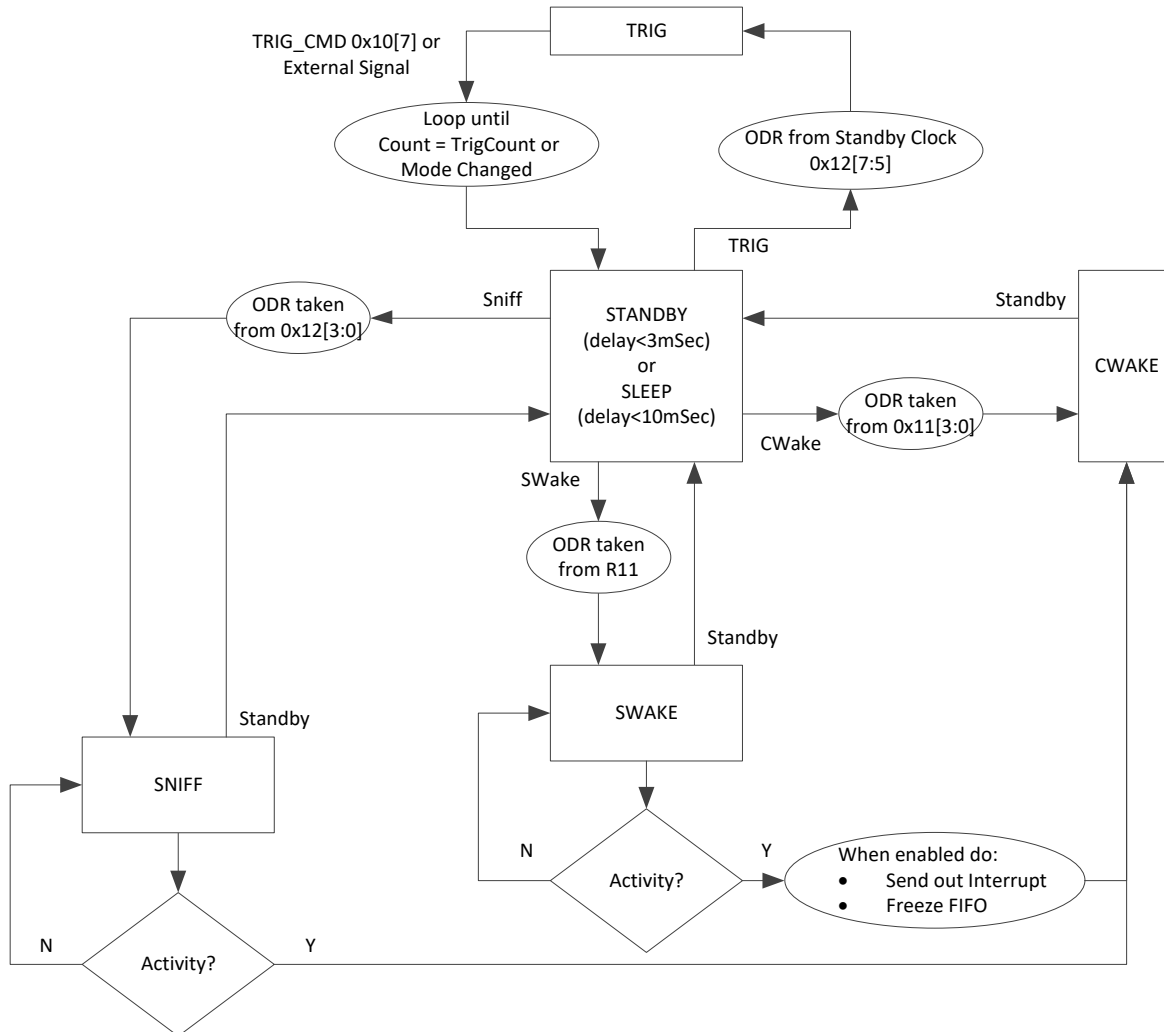 TRIG
TRIG_CMD 0x10[7] or
External Signal
Loop until
Count = TrigCount or
Mode Changed
ODR from Standby Clock
0x12[7:5]
TRIG
ODR taken
from 0x12[3:0]
Sniff
STANDBY
(delay<3mSec)
or
SLEEP
(delay<10mSec)
Standby
CWAKE
ODR taken
from 0x11[3:0]
CWake
SWake
ODR taken
from R11
Standby
SWAKE
Standby
SNIFF
N
Activity?
Y
When enabled do:
• Send out Interrupt
• Freeze FIFO
N
Activity?
Y